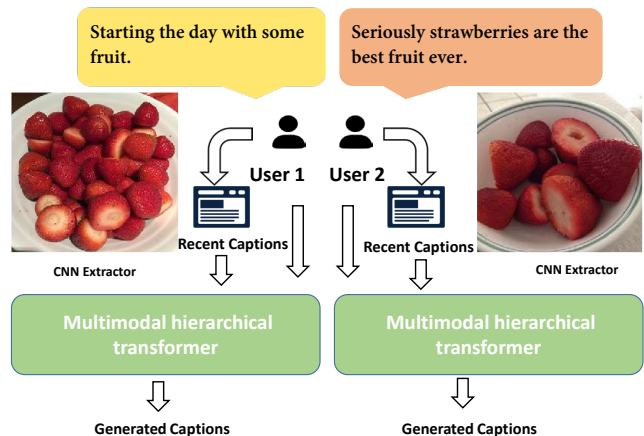 Starting the day with some
fruit.
Seriously strawberries are the
best fruit ever.
User 1
User 2
Recent Captions
Recent Captions
CNN Extractor
CNN Extractor
Multimodal hierarchical
transformer
Multimodal hierarchical
transformer
Generated Captions
Generated Captions